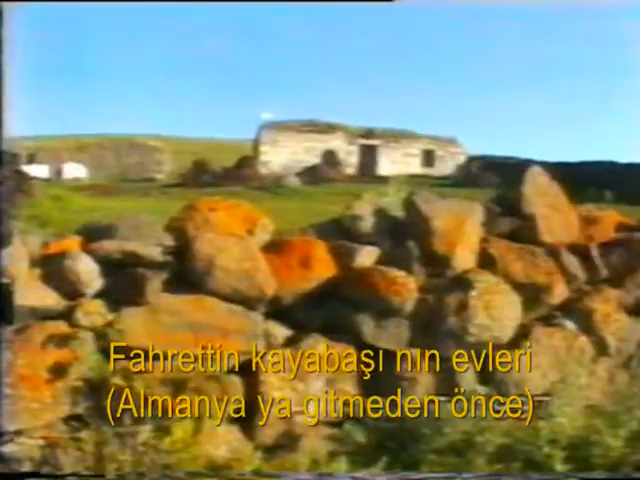 Fahrettin kayabaşı nın evleri
(Almanya ya gitmeden önce)